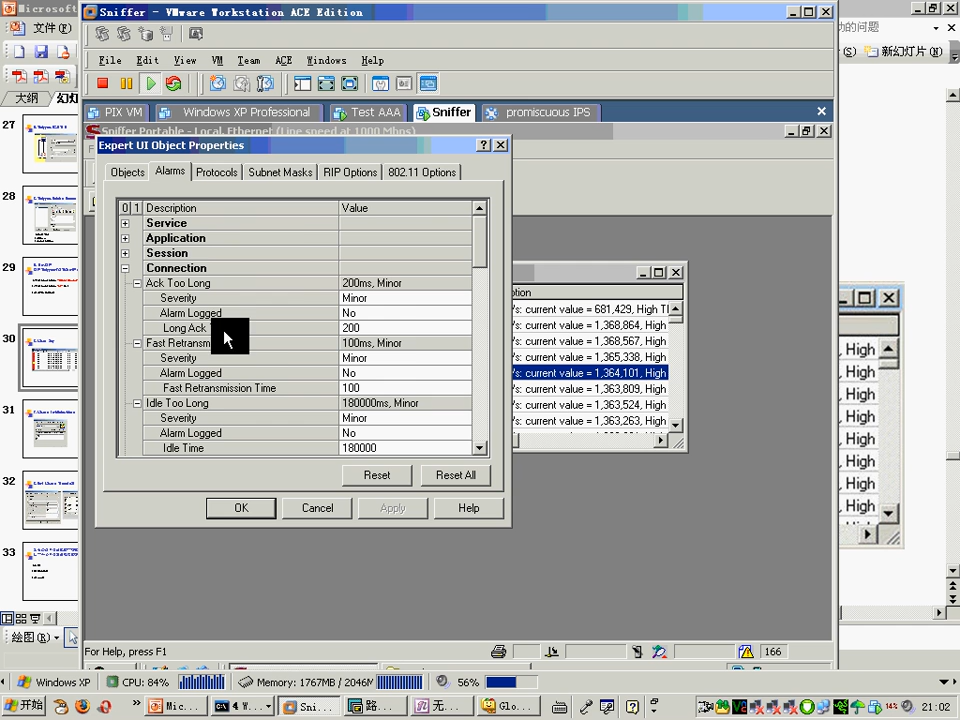 Microsoft
Sniffer - VMware Workstation ACE Edition
文件(F)
动的问题
File Edit View VM Team ACE Windows Help
(S) 新幻灯片(N)
大纲 幻灯
PIX VM Windows XP Professional Test AAA Sniffer promiscuous IPS
Sniffer Portable - Local, Ethernet (Line speed at 1000 Mbps)
Expert UI Object Properties
Objects Alarms Protocols Subnet Masks RIP Options 802.11 Options
0 1 Description Value
Service
Application
Session
Connection
Ack Too Long 200ms, Minor
Severity Minor
Alarm Logged No
Long Ack 200
Fast Retransm 100ms, Minor
Severity Minor
Alarm Logged No
Fast Retransmission Time 100
Idle Too Long 180000ms, Minor
Severity Minor
Alarm Logged No
Idle Time 180000
Reset Reset All
OK Cancel Apply Help
ption
/s: current value = 681,429, High Tl
/s: current value = 1,368,864, High
/s: current value = 1,368,567, High
/s: current value = 1,365,338, High
/s: current value = 1,364,101, High
/s: current value = 1,363,809, High
/s: current value = 1,363,524, High
/s: current value = 1,363,263, High
High
High
High
High
High
High
High
High
27
28
29
30
31
32
33
绘图(R)
For Help, press F1
166
Windows XP CPU: 84% Memory: 1767MB / 2046M 56%
开始 » Mic... 4 W... Sni... 路... 无... Glo... 14% 21:02